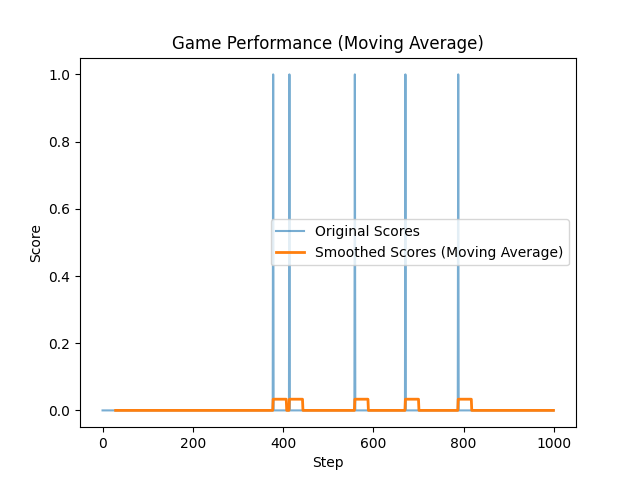 Game Performance (Moving Average)
1.0
0.8
0.6
0.4
0.2
0.0
Score
Original Scores
Smoothed Scores (Moving Average)
0
200
400
600
800
1000
Step